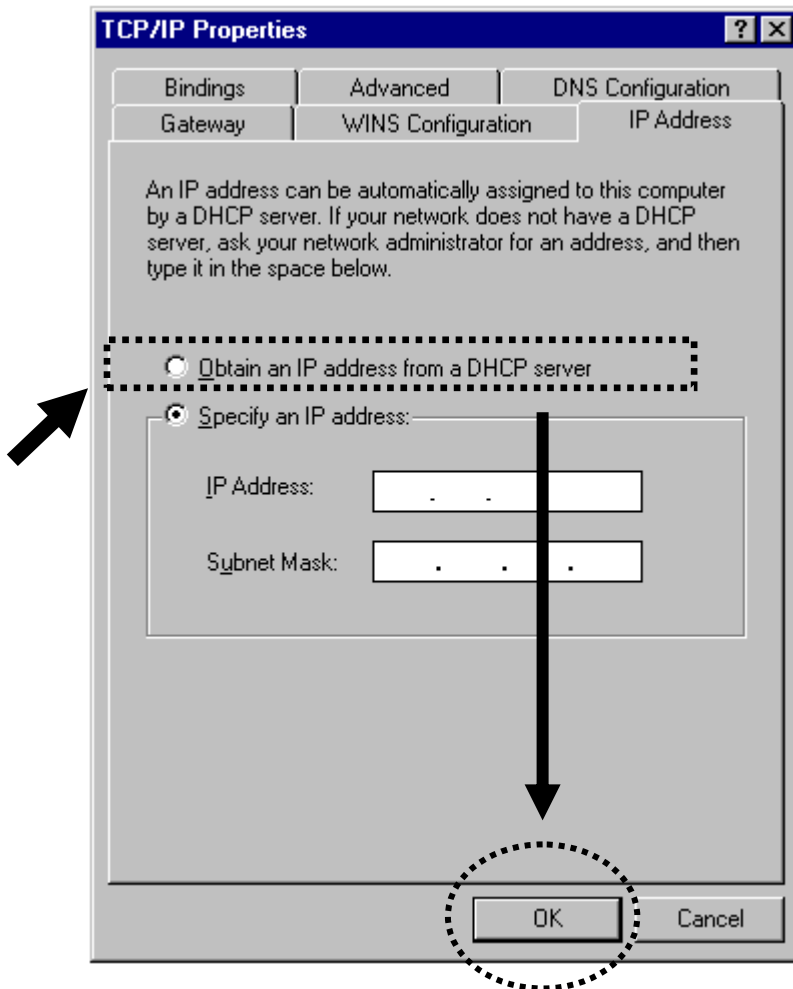 TCP/IP Properties
Bindings Advanced DNS Configuration
Gateway WINS Configuration IP Address
An IP address can be automatically assigned to this computer
by a DHCP server. If your network does not have a DHCP
server, ask your network administrator for an address, and then
type it in the space below.
Obtain an IP address from a DHCP server
Specify an IP address:
IP Address:
Subnet Mask:
OK Cancel